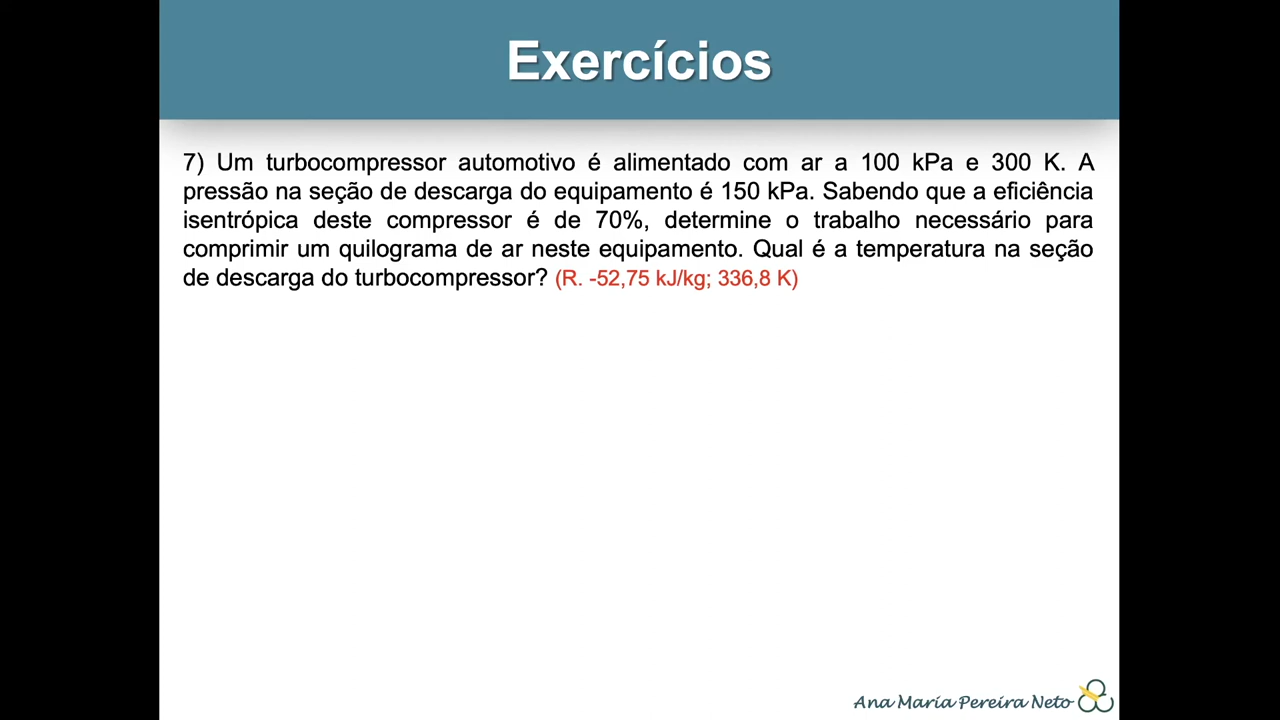 Exercícios
7) Um turbocompressor automotivo é alimentado com ar a 100 kPa e 300 K. A
pressão na seção de descarga do equipamento é 150 kPa. Sabendo que a eficiência
isentrópica deste compressor é de 70%, determine o trabalho necessário para
comprimir um quilograma de ar neste equipamento. Qual é a temperatura na seção
de descarga do turbocompressor? (R. -52,75 kJ/kg; 336,8 K)
Ana Maria Pereira Neto